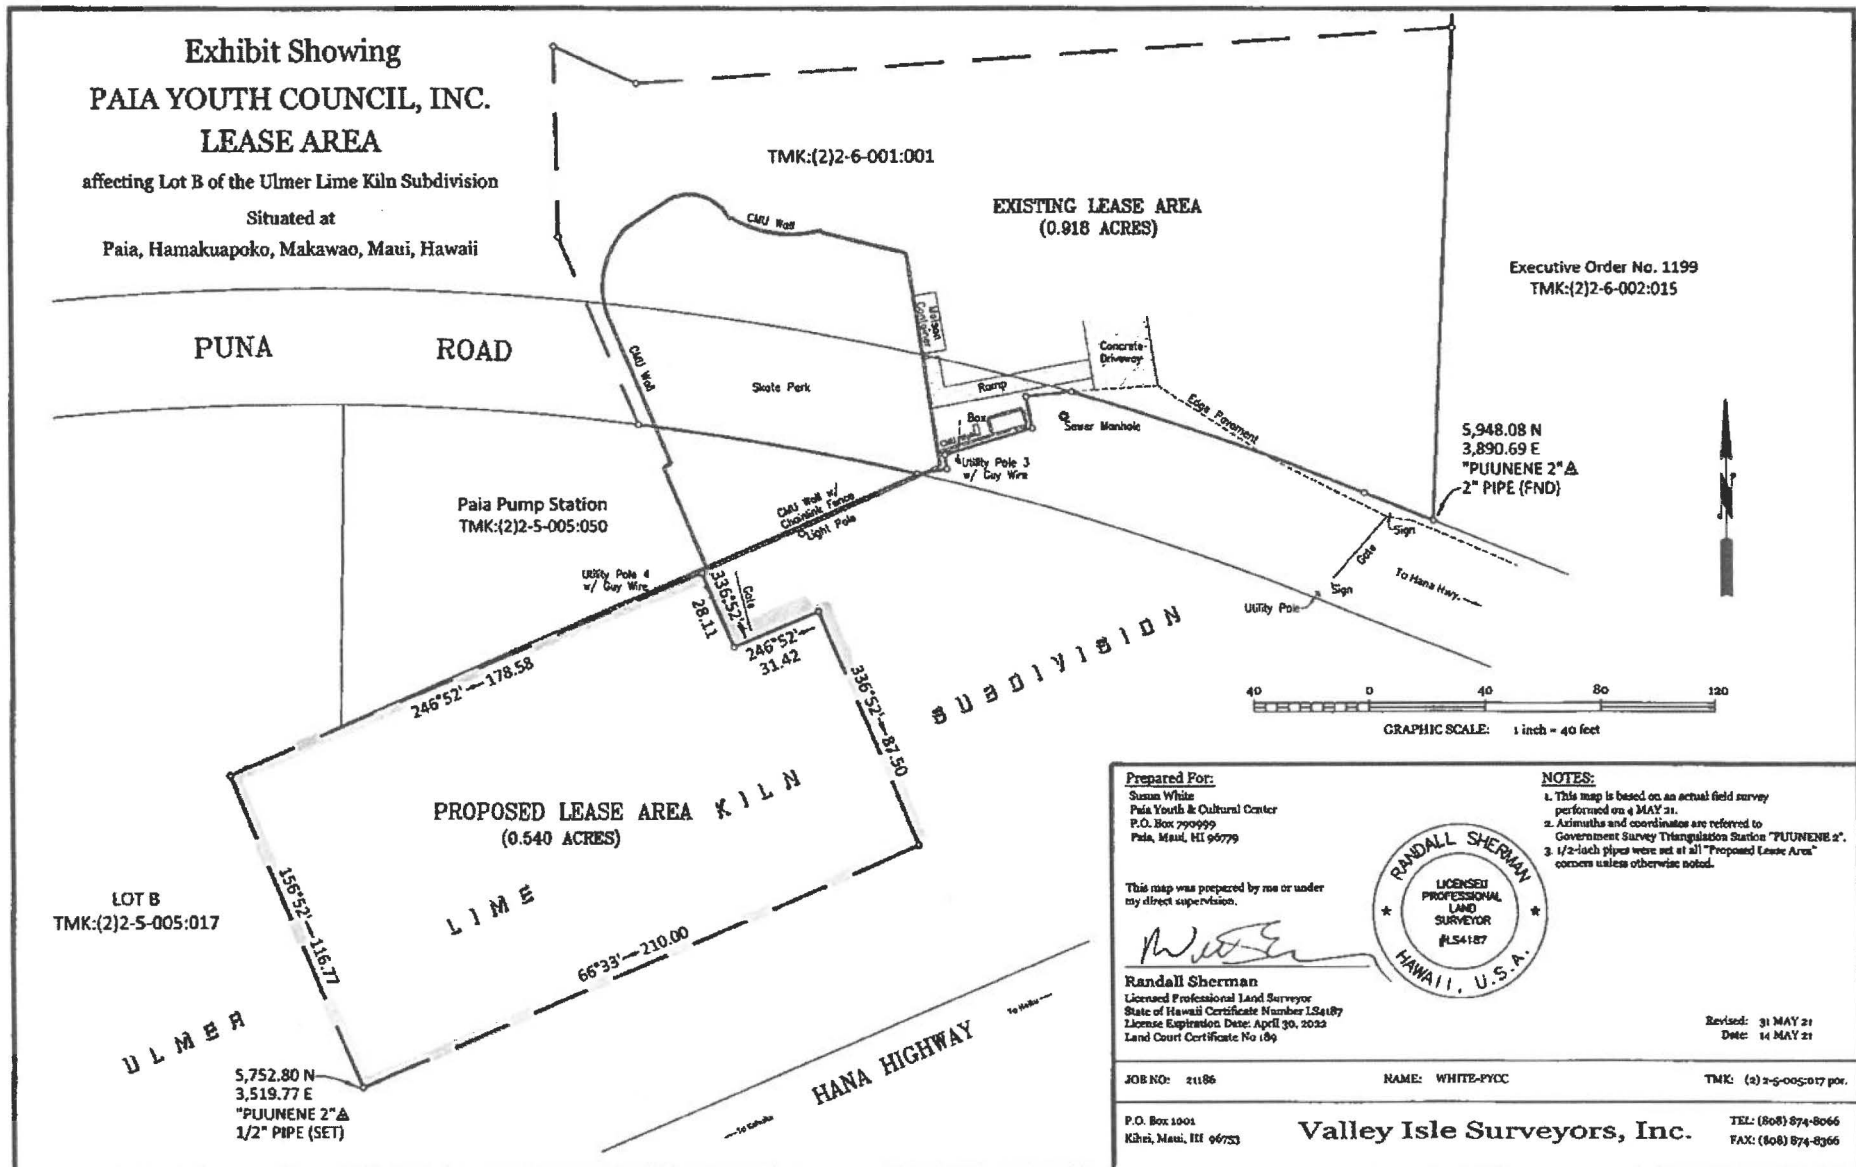 Exhibit Showing
PAIA YOUTH COUNCIL, INC.
LEASE AREA
affecting Lot B of the Ulmer Lime Kiln Subdivision
Situated at
Paia, Hamakuapoko, Makawao, Maui, Hawaii
TMK:(2)2-6-001:001
EXISTING LEASE AREA
(0.918 ACRES)
Executive Order No. 1199
TMK:(2)2-6-002:015
CMU Wall
PUNA ROAD
CMU Wall
Skate Park
Matson
Container
Concrete
Driveway
Ramp
Box
CMU Wall
Sewer Manhole
Edge Pavement
Utility Pole 3
w/ Guy Wire
5,948.08 N
3,890.69 E
"PUUNENE 2"
2" PIPE (FND)
Paia Pump Station
TMK:(2)2-5-005:050
CMU Wall w/
Chainlink Fence
Light Pole
Utility Pole 4
w/ Guy Wire
Sign
Gate
Sign
To Hana Hwy.
Utility Pole
N
336°52'
28.11
Gate
246°52'
31.42
246°52' — 178.58
336°52' — 87.50
40 0 40 80 120
GRAPHIC SCALE: 1 inch = 40 feet
PROPOSED LEASE AREA
(0.540 ACRES)
LOT B
TMK:(2)2-5-005:017
156°52' — 116.77
66°33' — 210.00
ULMER LIME KILN SUBDIVISION
5,752.80 N
3,519.77 E
"PUUNENE 2"
1/2" PIPE (SET)
HANA HIGHWAY
Prepared For:
Susan White
Paia Youth & Cultural Center
P.O. Box 790999
Paia, Maui, HI 96779
NOTES:
1. This map is based on an actual field survey
performed on 4 MAY 21.
2. Azimuths and coordinates are referred to
Government Survey Triangulation Station "PUUNENE 2".
3. 1/2-inch pipes were set at all "Proposed Lease Area"
corners unless otherwise noted.
This map was prepared by me or under
my direct supervision.
RANDALL SHERMAN
LICENSED
PROFESSIONAL
LAND
SURVEYOR
#LS4187
HAWAII, U.S.A.
Randall Sherman
Licensed Professional Land Surveyor
State of Hawaii Certificate Number LS4187
License Expiration Date: April 30, 2022
Land Court Certificate No 189
Revised: 31 MAY 21
Date: 14 MAY 21
JOB NO: 21186 NAME: WHITE-PYCC TMK: (2) 2-5-005:017 por.
P.O. Box 1001
Kihei, Maui, HI 96753
Valley Isle Surveyors, Inc.
TEL: (808) 874-8066
FAX: (808) 874-8366